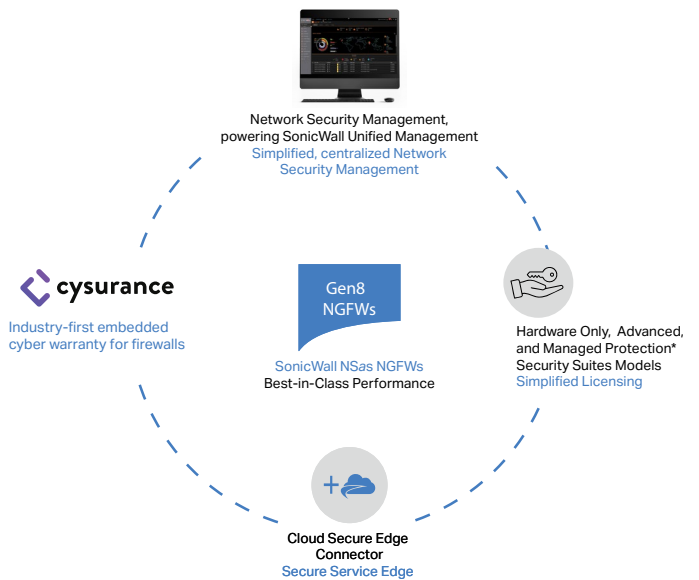 Network Security Management,
powering SonicWall Unified Management
Simplified, centralized Network
Security Management
cysurance
Industry-first embedded
cyber warranty for firewalls
Gen8
NGFWs
SonicWall NSas NGFWs
Best-in-Class Performance
Hardware Only, Advanced,
and Managed Protection*
Security Suites Models
Simplified Licensing
Cloud Secure Edge
Connector
Secure Service Edge